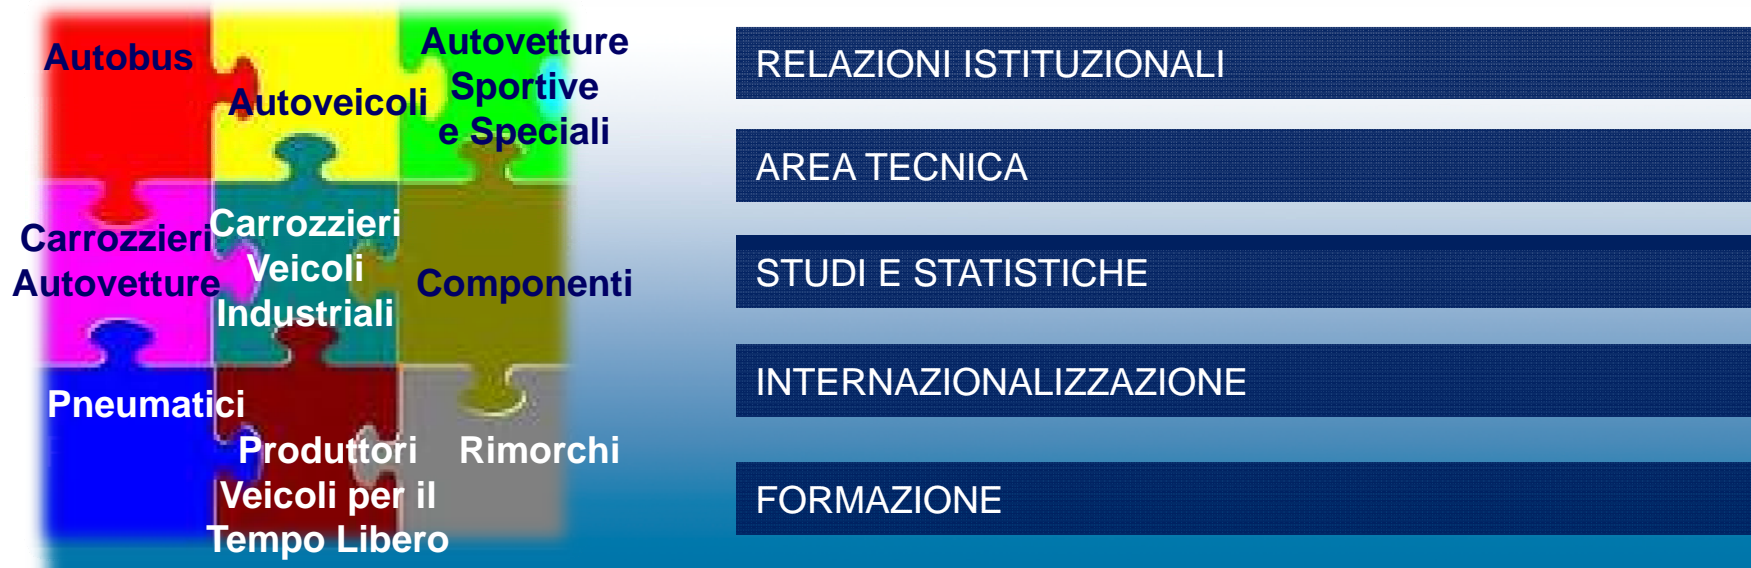 Autobus
Autoveicoli
Autovetture
Sportive
e Speciali
Carrozzieri
Autovetture
Carrozzieri
Veicoli
Industriali
Componenti
Pneumatici
Produttori
Veicoli per il
Tempo Libero
Rimorchi
RELAZIONI ISTITUZIONALI
AREA TECNICA
STUDI E STATISTICHE
INTERNAZIONALIZZAZIONE
FORMAZIONE